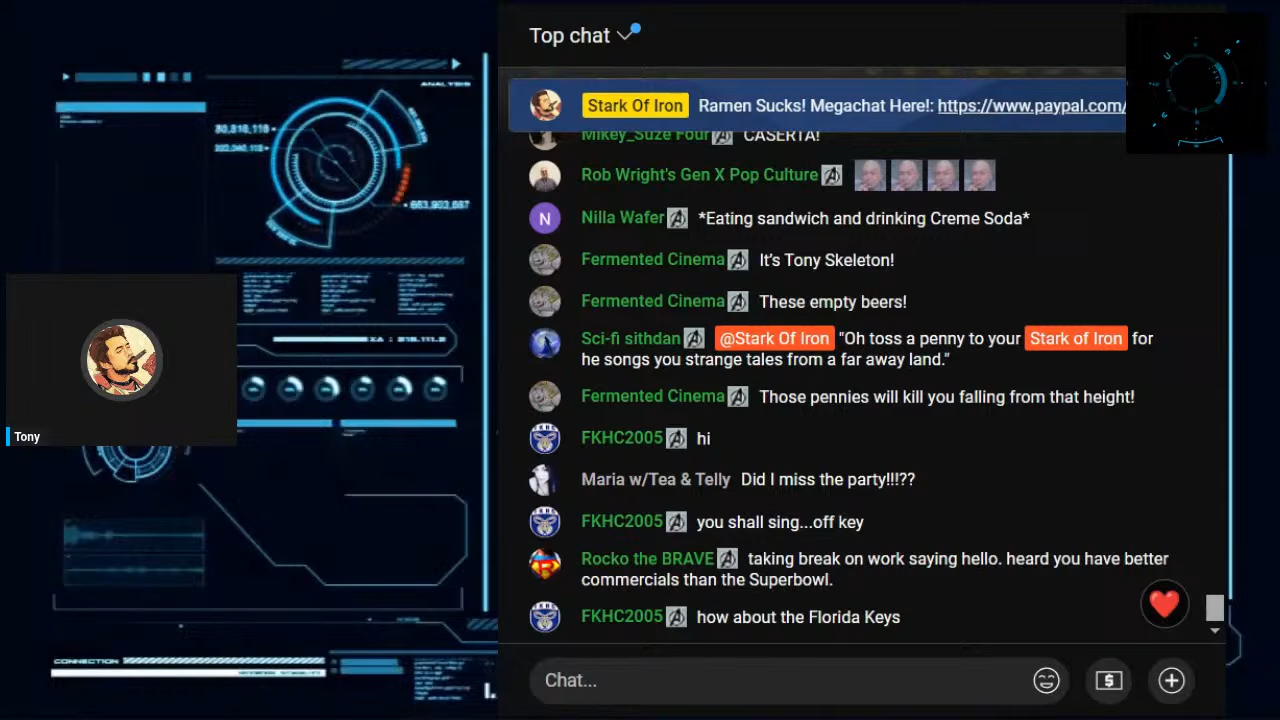 Top chat
Stark Of Iron Ramen Sucks! Megachat Here!: https://www.paypal.com/
Mikey_Suze Four CASERTA!
Rob Wright's Gen X Pop Culture
N Nilla Wafer *Eating sandwich and drinking Creme Soda*
Fermented Cinema It's Tony Skeleton!
Fermented Cinema These empty beers!
Sci-fi sithdan @Stark Of Iron "Oh toss a penny to your Stark of Iron for
he songs you strange tales from a far away land."
Fermented Cinema Those pennies will kill you falling from that height!
FKHC2005 hi
Maria w/Tea & Telly Did I miss the party!!!??
FKHC2005 you shall sing...off key
Rocko the BRAVE taking break on work saying hello. heard you have better
commercials than the Superbowl.
FKHC2005 how about the Florida Keys
Chat...
ANALYSIS
Tony
CONNECTION